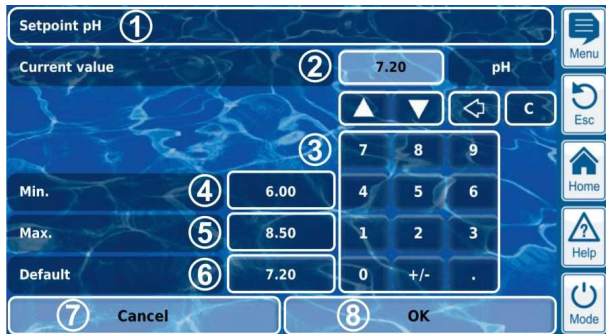 Setpoint pH 1
Menu
Current value 2 7.20 pH
C
Esc
3 7 8 9
Home
Min. 4 6.00 4 5 6
Max. 5 8.50 1 2 3
Help
Default 6 7.20 0 +/- .
7 Cancel 8 OK
Mode